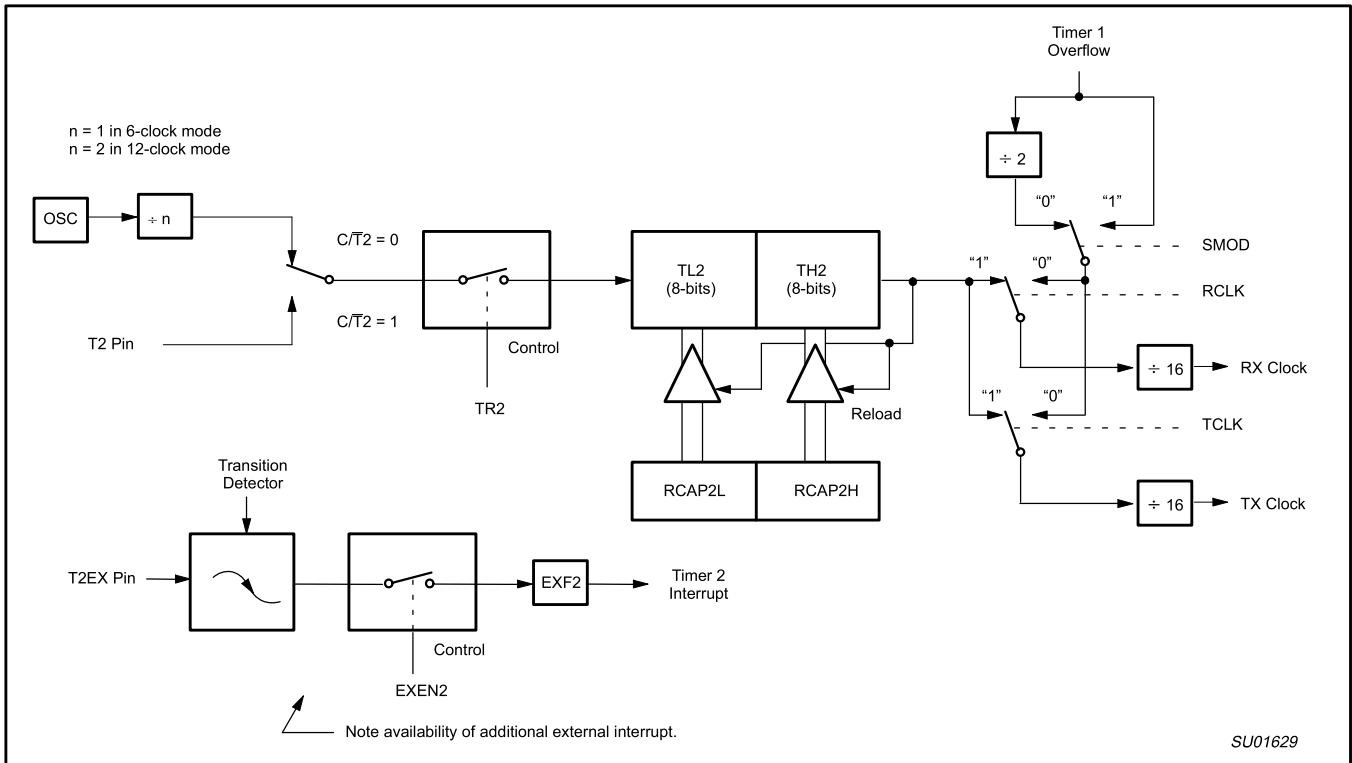 Timer 1
Overflow
n = 1 in 6-clock mode
n = 2 in 12-clock mode
÷ 2
“0” “1”
OSC
÷ n
C/T̅2 = 0
SMOD
TL2
(8-bits)
TH2
(8-bits)
“1” “0”
RCLK
C/T̅2 = 1
T2 Pin
Control
÷ 16
RX Clock
TR2
Reload
“1” “0”
TCLK
Transition
Detector
RCAP2L
RCAP2H
÷ 16
TX Clock
T2EX Pin
EXF2
Timer 2
Interrupt
Control
EXEN2
Note availability of additional external interrupt.
SU01629